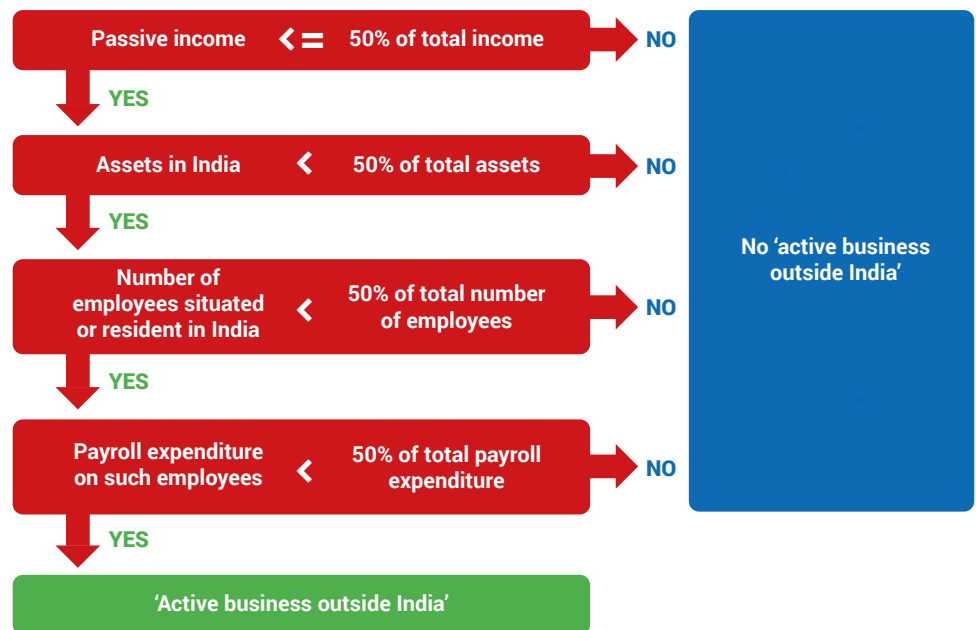 Passive income <= 50% of total income NO
YES
Assets in India < 50% of total assets NO
YES
Number of
employees situated
or resident in India
<
50% of total number
of employees
NO
YES
Payroll expenditure
on such employees
<
50% of total payroll
expenditure
NO
YES
'Active business outside India'
No 'active business
outside India'